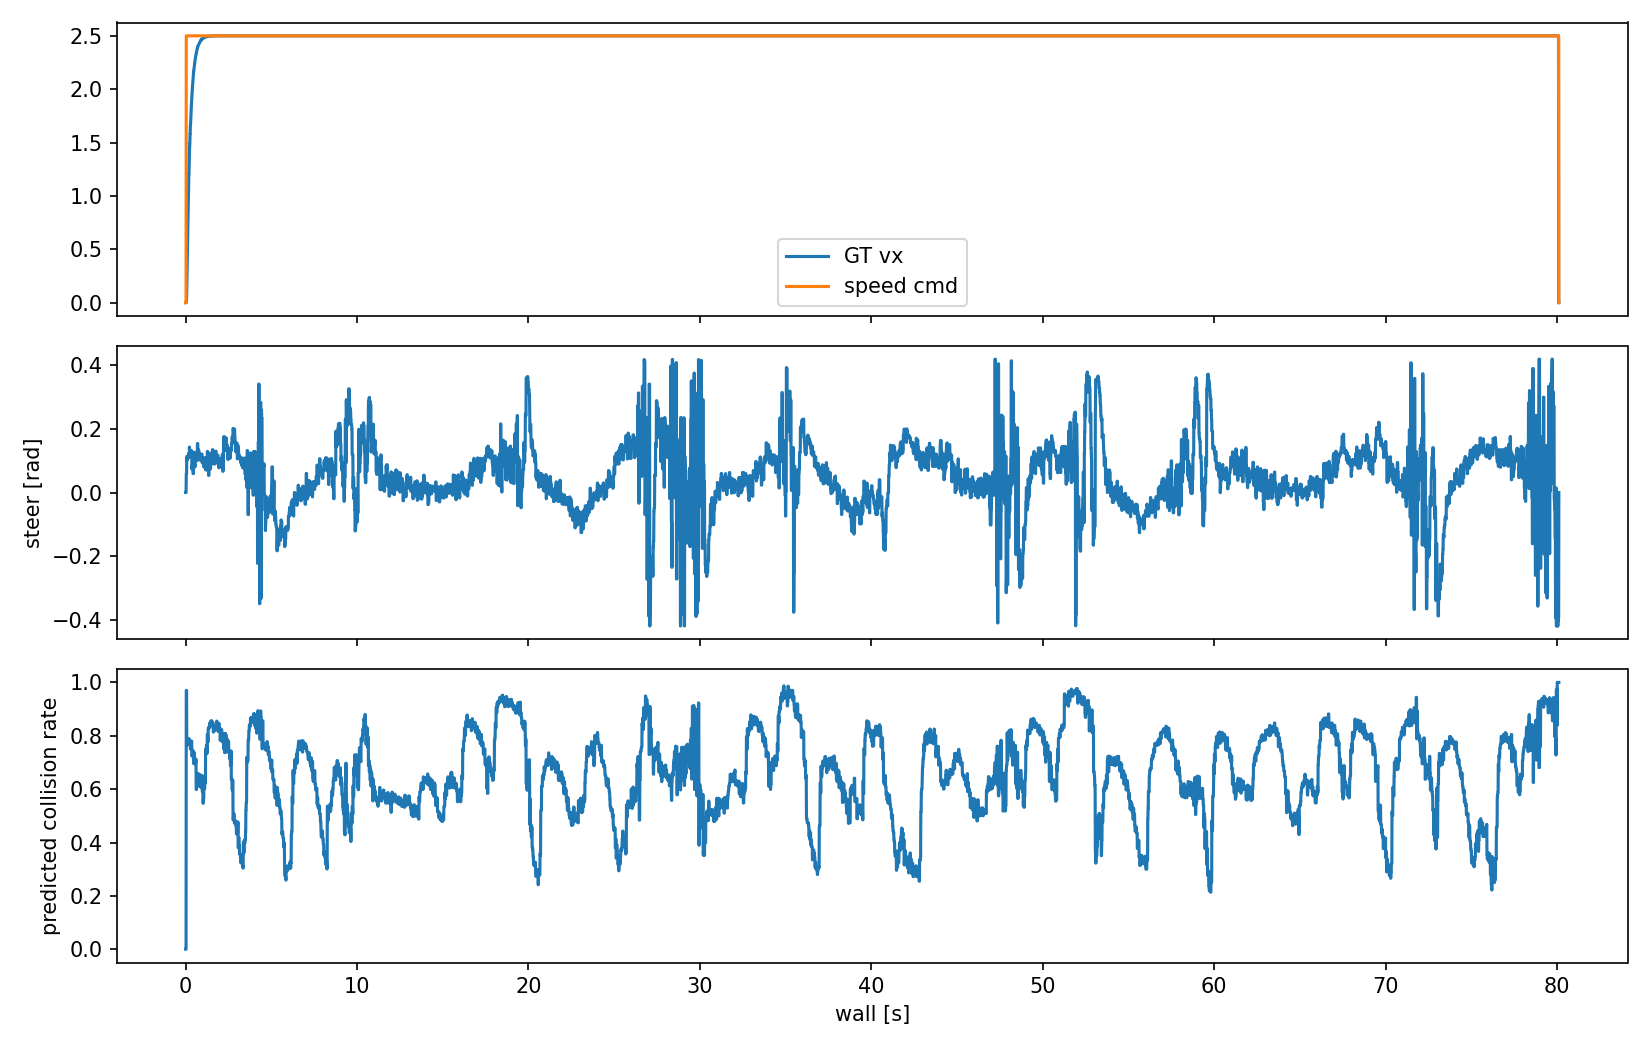 2.5
2.0
1.5
1.0
0.5
0.0
GT vx
speed cmd
steer [rad]
0.4
0.2
0.0
−0.2
−0.4
predicted collision rate
1.0
0.8
0.6
0.4
0.2
0.0
0 10 20 30 40 50 60 70 80
wall [s]